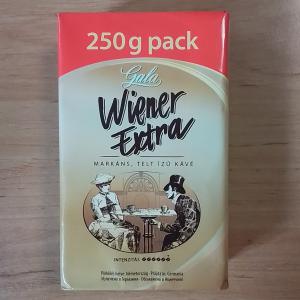 250g pack
Gala
Wiener
Extra
MARKÁNS, TELT ÍZŰ KÁVÉ
INTENZITÁS